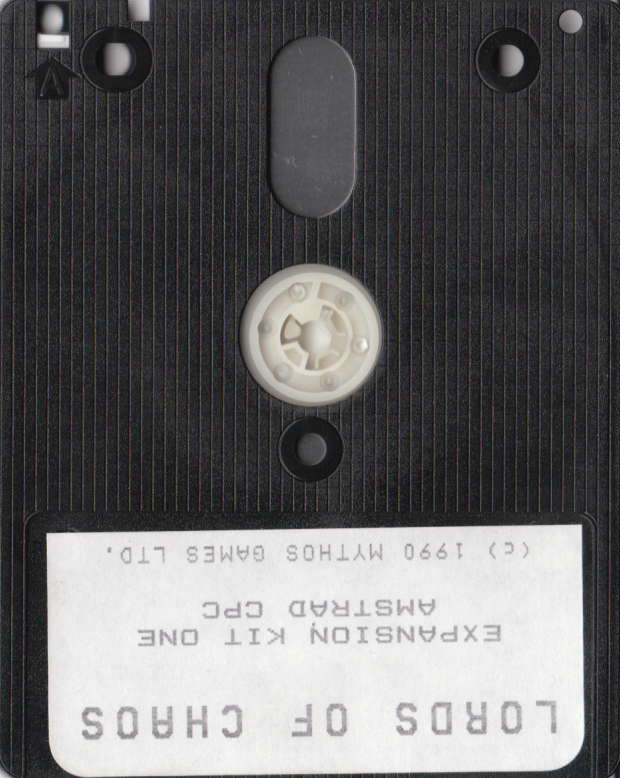 LORDS OF CHAOS
EXPANSION KIT ONE
AMSTRAD CPC
(c) 1990 MYTHOS GAMES LTD.
A